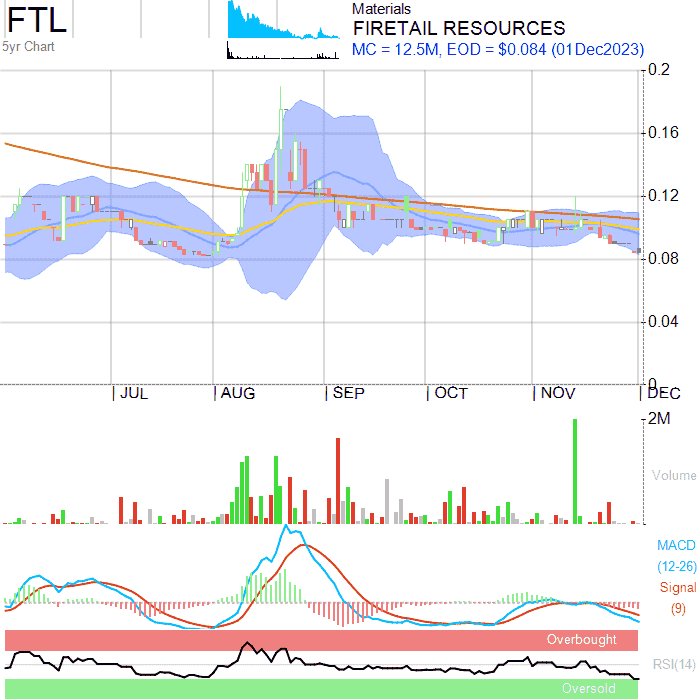 FTL
5yr Chart
Materials
FIRETAIL RESOURCES
MC = 12.5M, EOD = $0.084 (01Dec2023)
0.2
0.16
0.12
0.08
0.04
0
JUL AUG SEP OCT NOV DEC
2M
Volume
MACD
(12-26)
Signal
(9)
Overbought
RSI(14)
Oversold